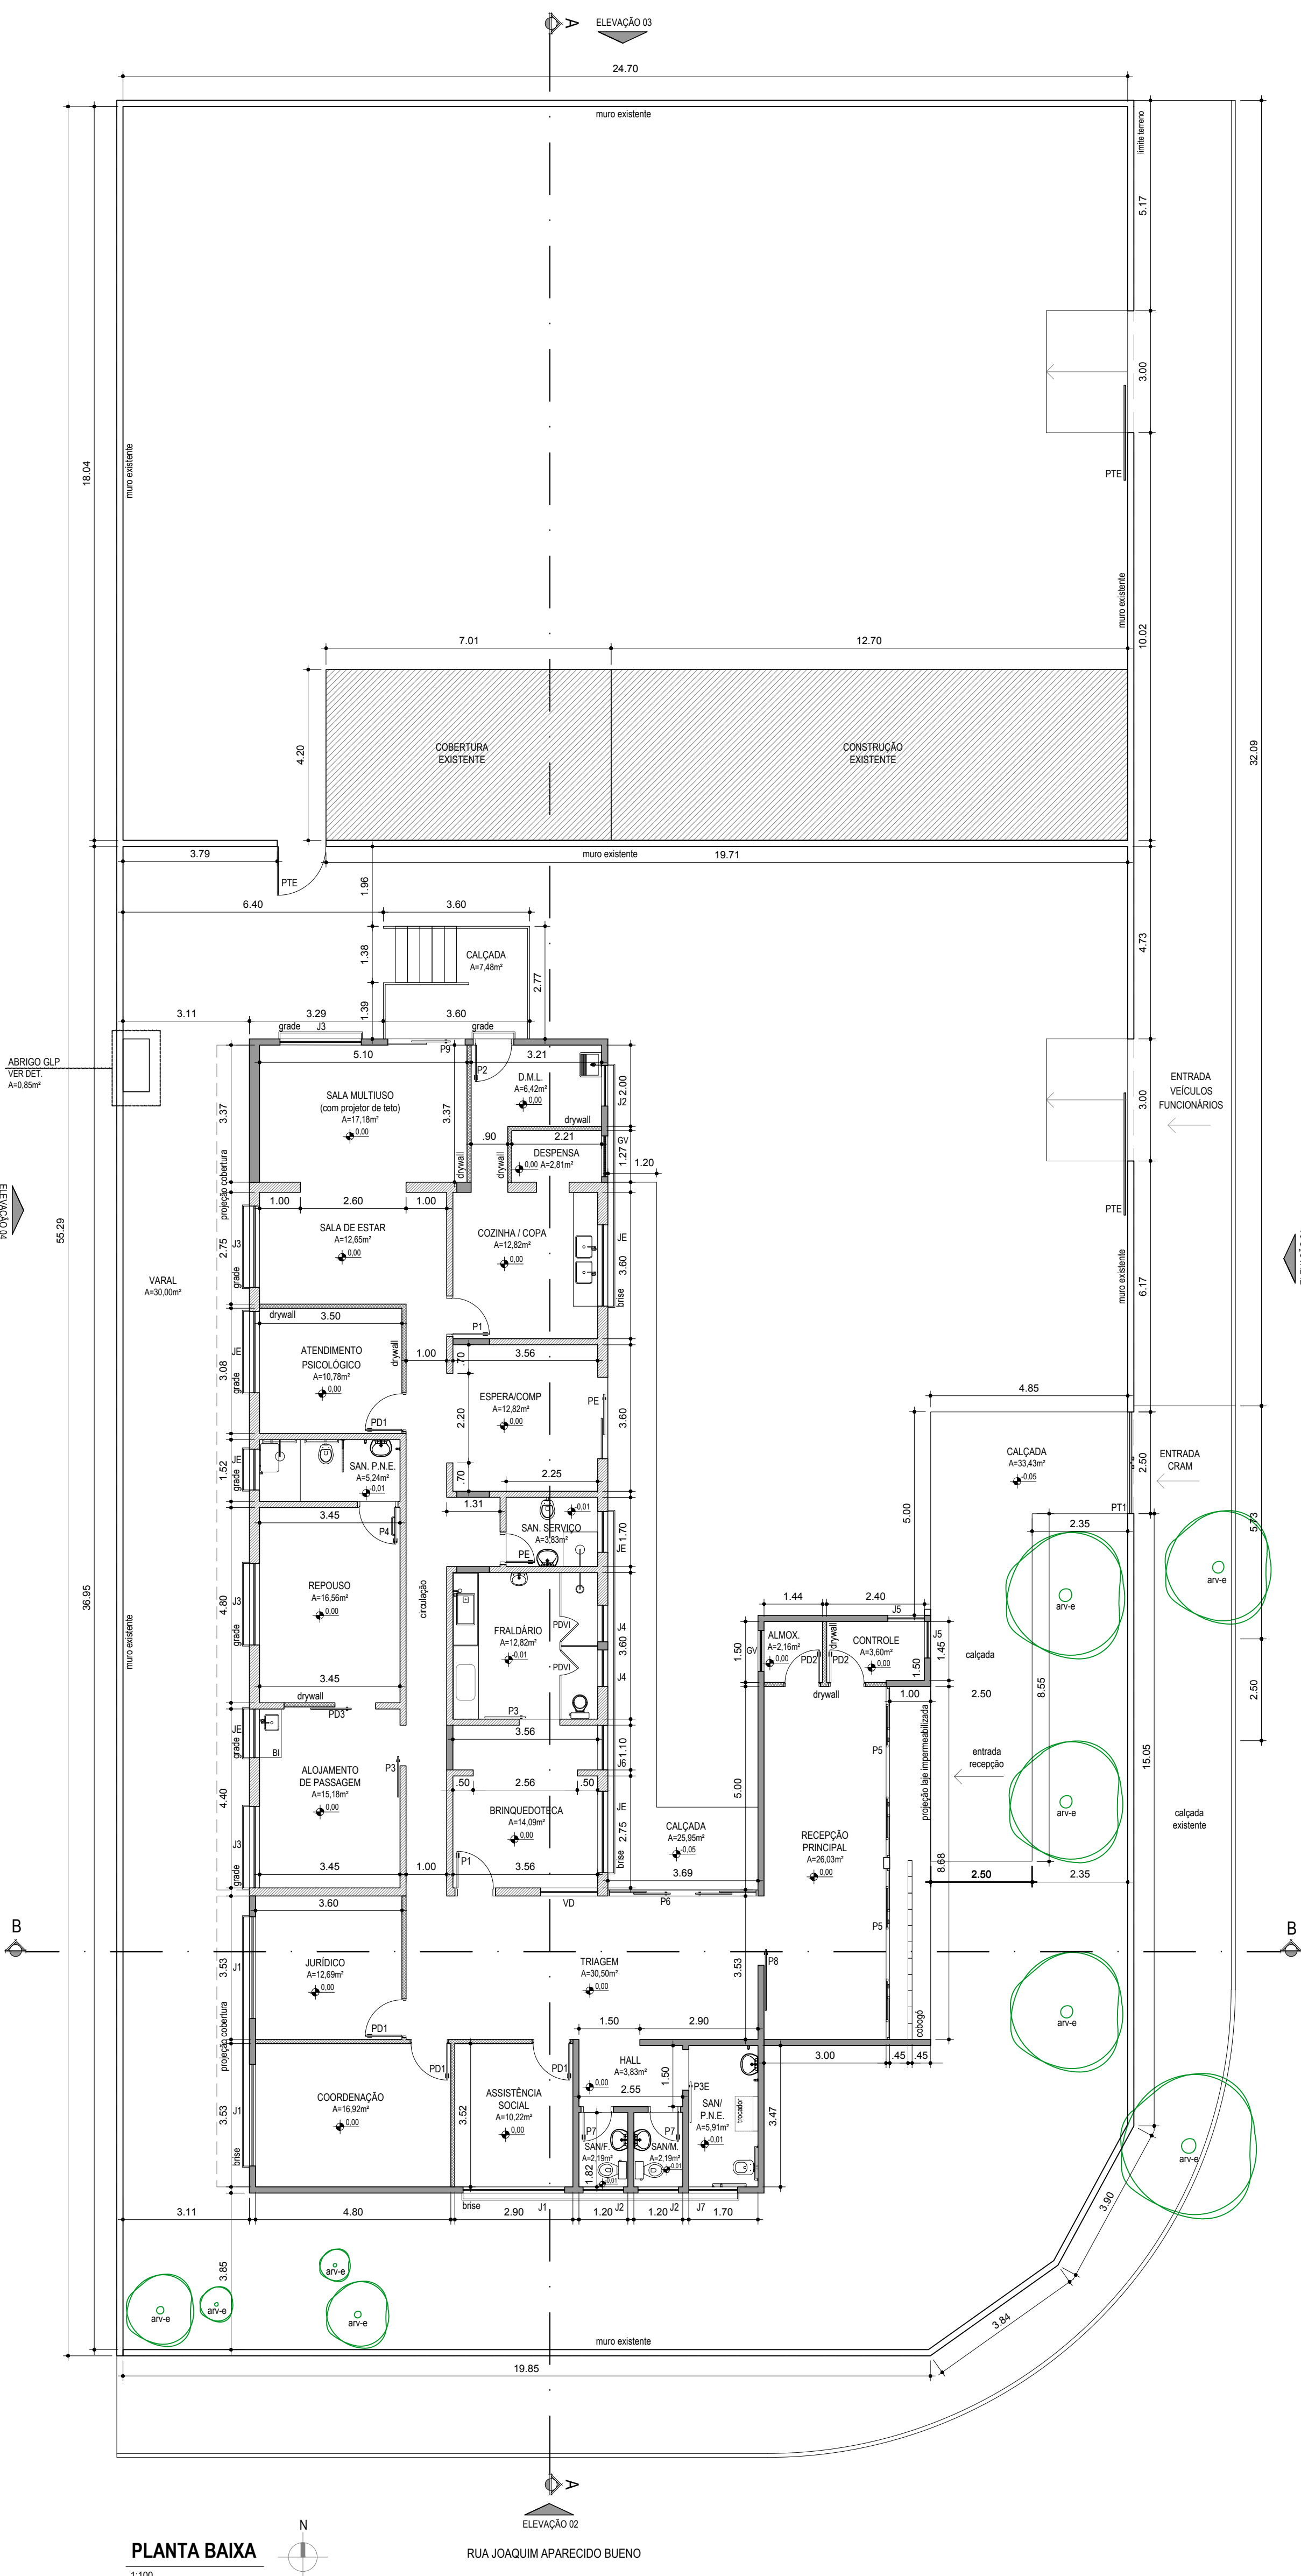 A
ELEVAÇÃO 03
24.70
muro existente
limite terreno
5.17
3.00
PTE
muro existente
18.04
muro existente
10.02
32.09
7.01
12.70
4.20
COBERTURA
EXISTENTE
CONSTRUÇÃO
EXISTENTE
3.79
muro existente
19.71
PTE
1.96
6.40
3.60
4.73
1.38
CALÇADA
A=7,48m²
2.77
1.39
3.11
3.29
3.60
grade
J3
grade
P9
ABRIGO GLP
VER DET.
A=0,85m²
5.10
3.21
P2
D.M.L.
A=6,42m²
0,00
2.00
J2
SALA MULTIUSO
(com projetor de teto)
A=17,18m²
0,00
3.37
3.37
drywall
.90
2.21
GV
1.27
1.20
DESPENSA
0,00
A=2,81m²
drywall
drywall
ENTRADA
VEÍCULOS
FUNCIONÁRIOS
3.00
PTE
projeção cobertura
1.00
2.60
1.00
ELEVAÇÃO 04
55.29
SALA DE ESTAR
A=12,65m²
0,00
COZINHA / COPA
A=12,82m²
0,00
JE
3.60
brise
J3
2.75
grade
VARAL
A=30,00m²
muro existente
6.17
drywall
3.50
P1
ATENDIMENTO
PSICOLÓGICO
A=10,78m²
0,00
drywall
1.00
3.56
.70
JE
3.08
grade
PD1
ESPERA/COMP
A=12,82m²
0,00
PE
2.20
3.60
4.85
.70
SAN. P.N.E.
A=5,24m²
-0,01
JE
1.52
grade
2.25
1.31
-0,01
SAN. SERVIÇO
A=3,83m²
PE
JE
1.70
3.45
P4
CALÇADA
A=33,43m²
-0,05
ENTRADA
CRAM
2.50
PT1
5.00
2.35
5.73
arv-e
arv-e
REPOUSO
A=16,56m²
0,00
circulação
J3
4.80
grade
36.95
muro existente
FRALDÁRIO
A=12,82m²
-0,01
PDVI
PDVI
J4
3.60
J4
1.44
2.40
J5
ALMOX.
A=2,16m²
0,00
drywall
CONTROLE
A=3,60m²
0,00
J5
1.45
1.50
GV
PD2
PD2
1.50
calçada
8.55
2.50
2.50
3.45
drywall
PD3
P3
drywall
1.00
P5
projeção laje impermeabilizada
15.05
JE
grade
BI
3.56
1.10
J6
ALOJAMENTO
DE PASSAGEM
A=15,18m²
0,00
P3
.50
2.56
.50
5.00
entrada
recepção
4.40
BRINQUEDOTECA
A=14,09m²
0,00
JE
2.75
brise
CALÇADA
A=25,95m²
-0,05
arv-e
calçada
existente
RECEPÇÃO
PRINCIPAL
A=26,03m²
0,00
J3
grade
3.45
1.00
P1
3.56
3.69
8.68
2.50
2.35
3.60
VD
P6
P5
B
B
JURÍDICO
A=12,69m²
0,00
J1
3.53
TRIAGEM
A=30,50m²
0,00
3.53
P8
PD1
1.50
2.90
arv-e
cobogó
projeção cobertura
PD1
PD1
HALL
A=3,83m²
0,00
1.50
3.00
.45
.45
2.55
P3E
COORDENAÇÃO
A=16,92m²
0,00
ASSISTÊNCIA
SOCIAL
A=10,22m²
0,00
3.52
SAN/
P.N.E.
A=5,91m²
-0,01
trocador
3.47
J1
3.53
brise
P7
P7
SAN/F.
A=2,19m²
-0,01
SAN/M.
A=2,19m²
-0,01
1.82
arv-e
brise
J1
J2
J2
J7
3.11
4.80
2.90
1.20
1.20
1.70
3.90
3.85
arv-e
arv-e
arv-e
arv-e
3.84
muro existente
19.85
A
ELEVAÇÃO 02
N
PLANTA BAIXA
1:100
RUA JOAQUIM APARECIDO BUENO